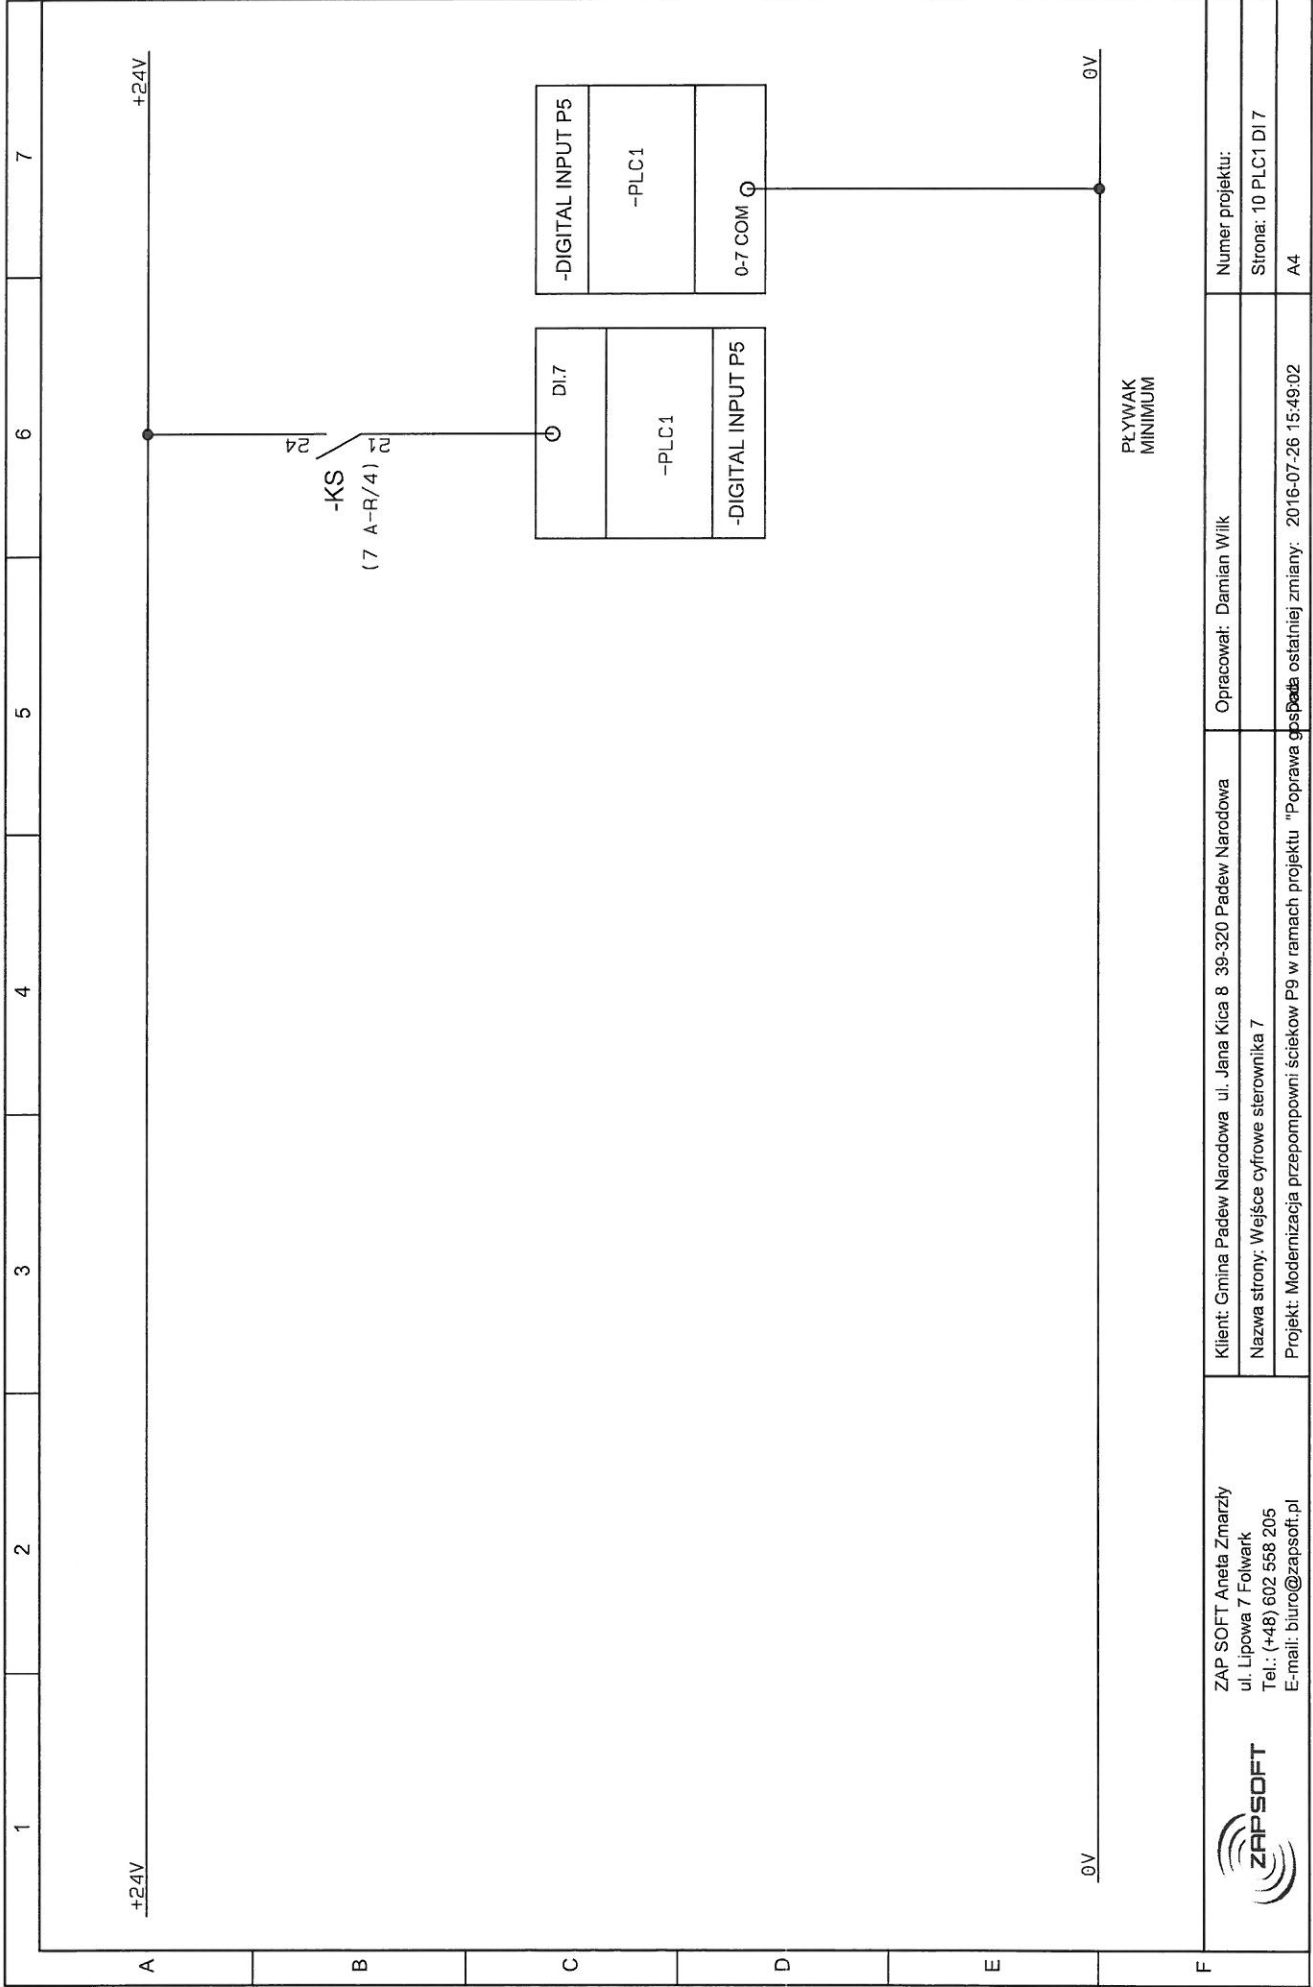 1
2
3
4
5
6
7
A
B
C
D
E
F
+24V
+24V
24
21
-KS
(7 A-R/4)
DI.7
-PLC1
-DIGITAL INPUT P5
-DIGITAL INPUT P5
-PLC1
0-7 COM
0V
0V
PŁYWAK
MINIMUM
ZAPSOFT
ZAP SOFT Aneta Zmarzły
ul. Lipowa 7 Folwark
Tel.: (+48) 602 558 205
E-mail: biuro@zapsoft.pl
Klient: Gmina Padew Narodowa ul. Jana Kica 8 39-320 Padew Narodowa
Opracował: Damian Wilk
Numer projektu:
Nazwa strony: Wejśce cyfrowe sterownika 7
Strona: 10 PLC1 DI 7
Projekt: Modernizacja przepompowni ściekow P9 w ramach projektu "Poprawa
ostatniej zmiany: 2016-07-26 15:49:02
A4